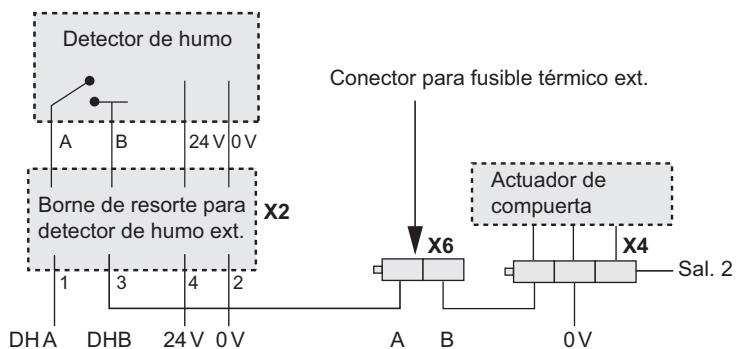 Detector de humo
Conector para fusible térmico ext.
A B 24 V 0 V
Actuador de
compuerta
Borne de resorte para
detector de humo ext.
X2
X6
X4
Sal. 2
1 3 4 2
DH A DHB 24 V 0 V A B 0 V